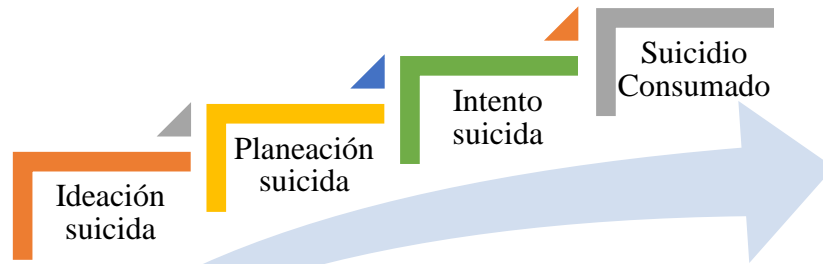 Ideación
suicida
Planeación
suicida
Intento
suicida
Suicidio
Consumado